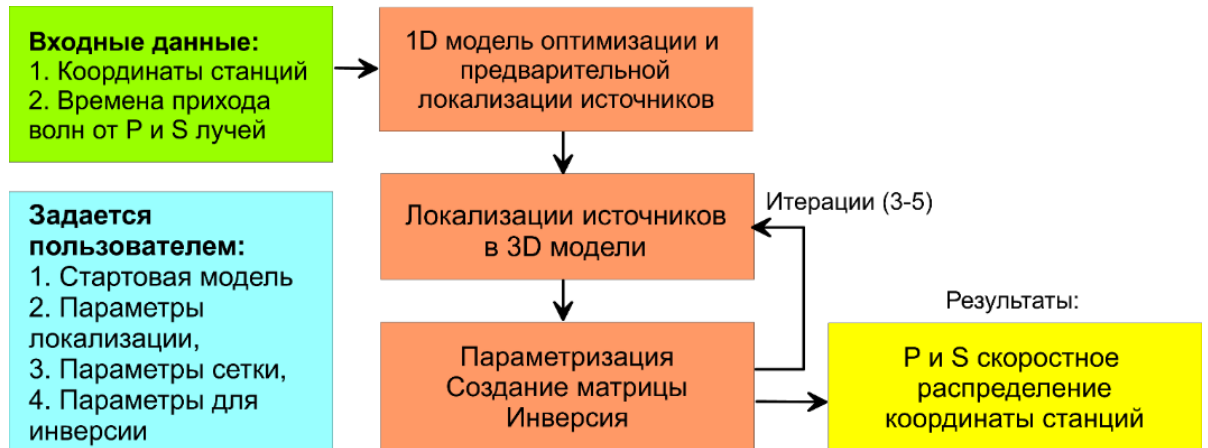 Входные данные:
1. Координаты станций
2. Времена прихода
волн от P и S лучей
1D модель оптимизации и
предварительной
локализации источников
Задается
пользователем:
1. Стартовая модель
2. Параметры
локализации,
3. Параметры сетки,
4. Параметры для
инверсии
Локализации источников
в 3D модели
Итерации (3-5)
Параметризация
Создание матрицы
Инверсия
Результаты:
P и S скоростное
распределение
координаты станций